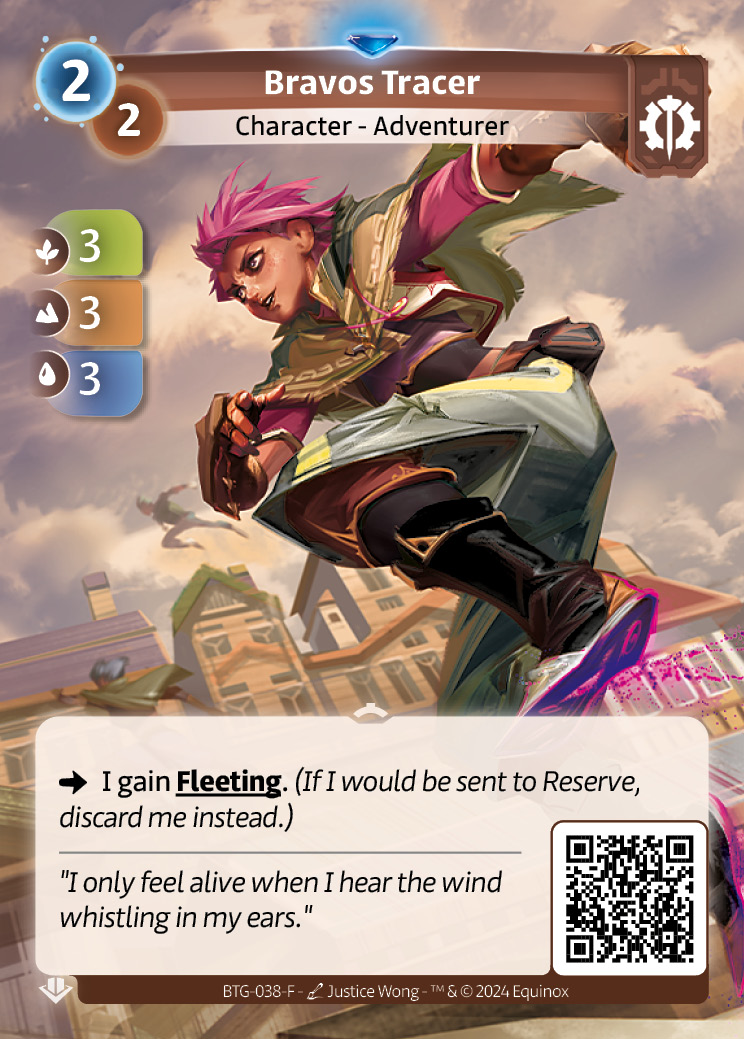 2
Bravos Tracer
2
Character - Adventurer
3
3
3
I gain Fleeting. (If I would be sent to Reserve,
discard me instead.)
"I only feel alive when I hear the wind
whistling in my ears."
BTG-038-F - Justice Wong - ™ & © 2024 Equinox